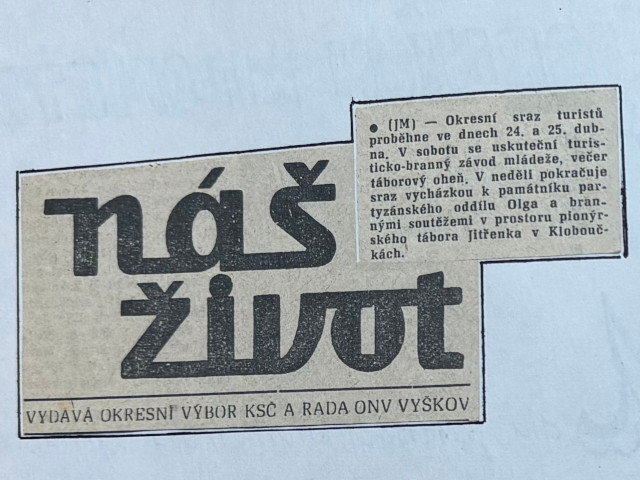 ● (JM) — Okresní sraz turistů
proběhne ve dnech 24. a 25. dub-
na. V sobotu se uskuteční turis-
ticko-branný závod mládeže, večer
táborový oheň. V neděli pokračuje
sraz vycházkou k památníku par-
tyzánského oddílu Olga a bran-
nými soutěžemi v prostoru pionýr-
ského tábora Jitřenka v Klobouč-
kách.
náš
život
VYDÁVÁ OKRESNÍ VÝBOR KSČ A RADA ONV VYŠKOV